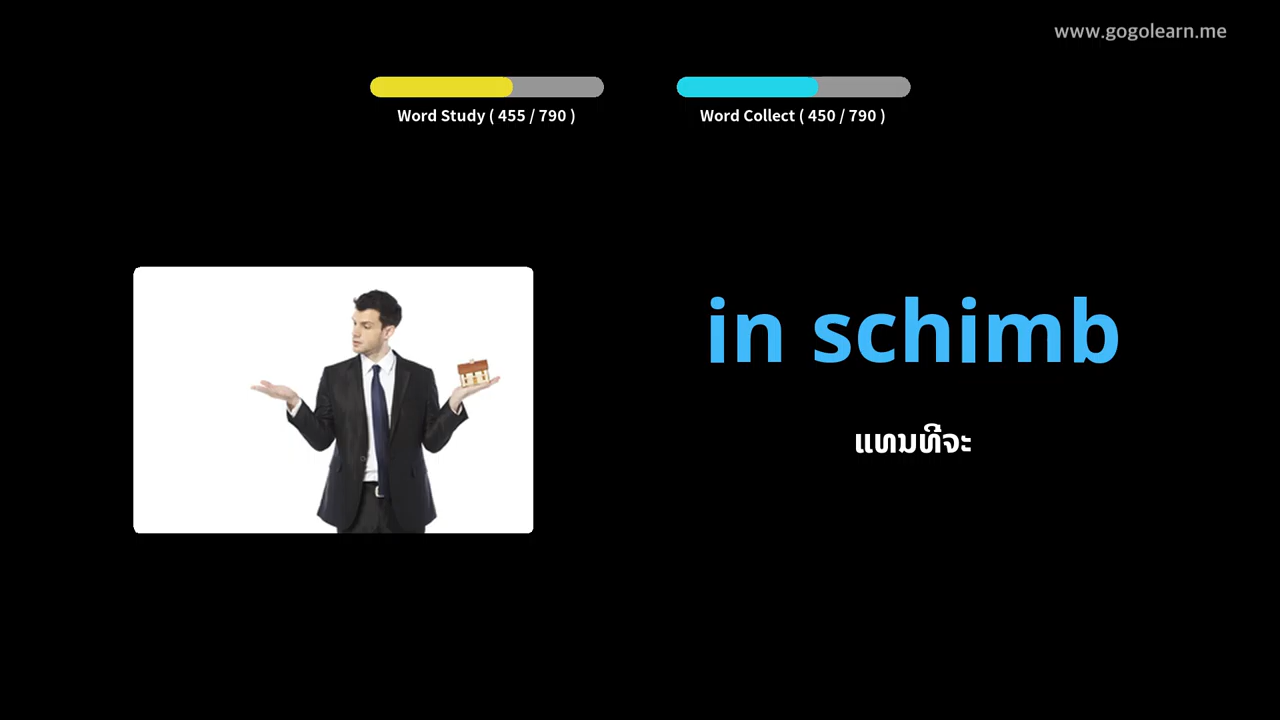 www.gogolearn.me
Word Study ( 455 / 790 )
Word Collect ( 450 / 790 )
in schimb
ແທນທີ່ຈະ